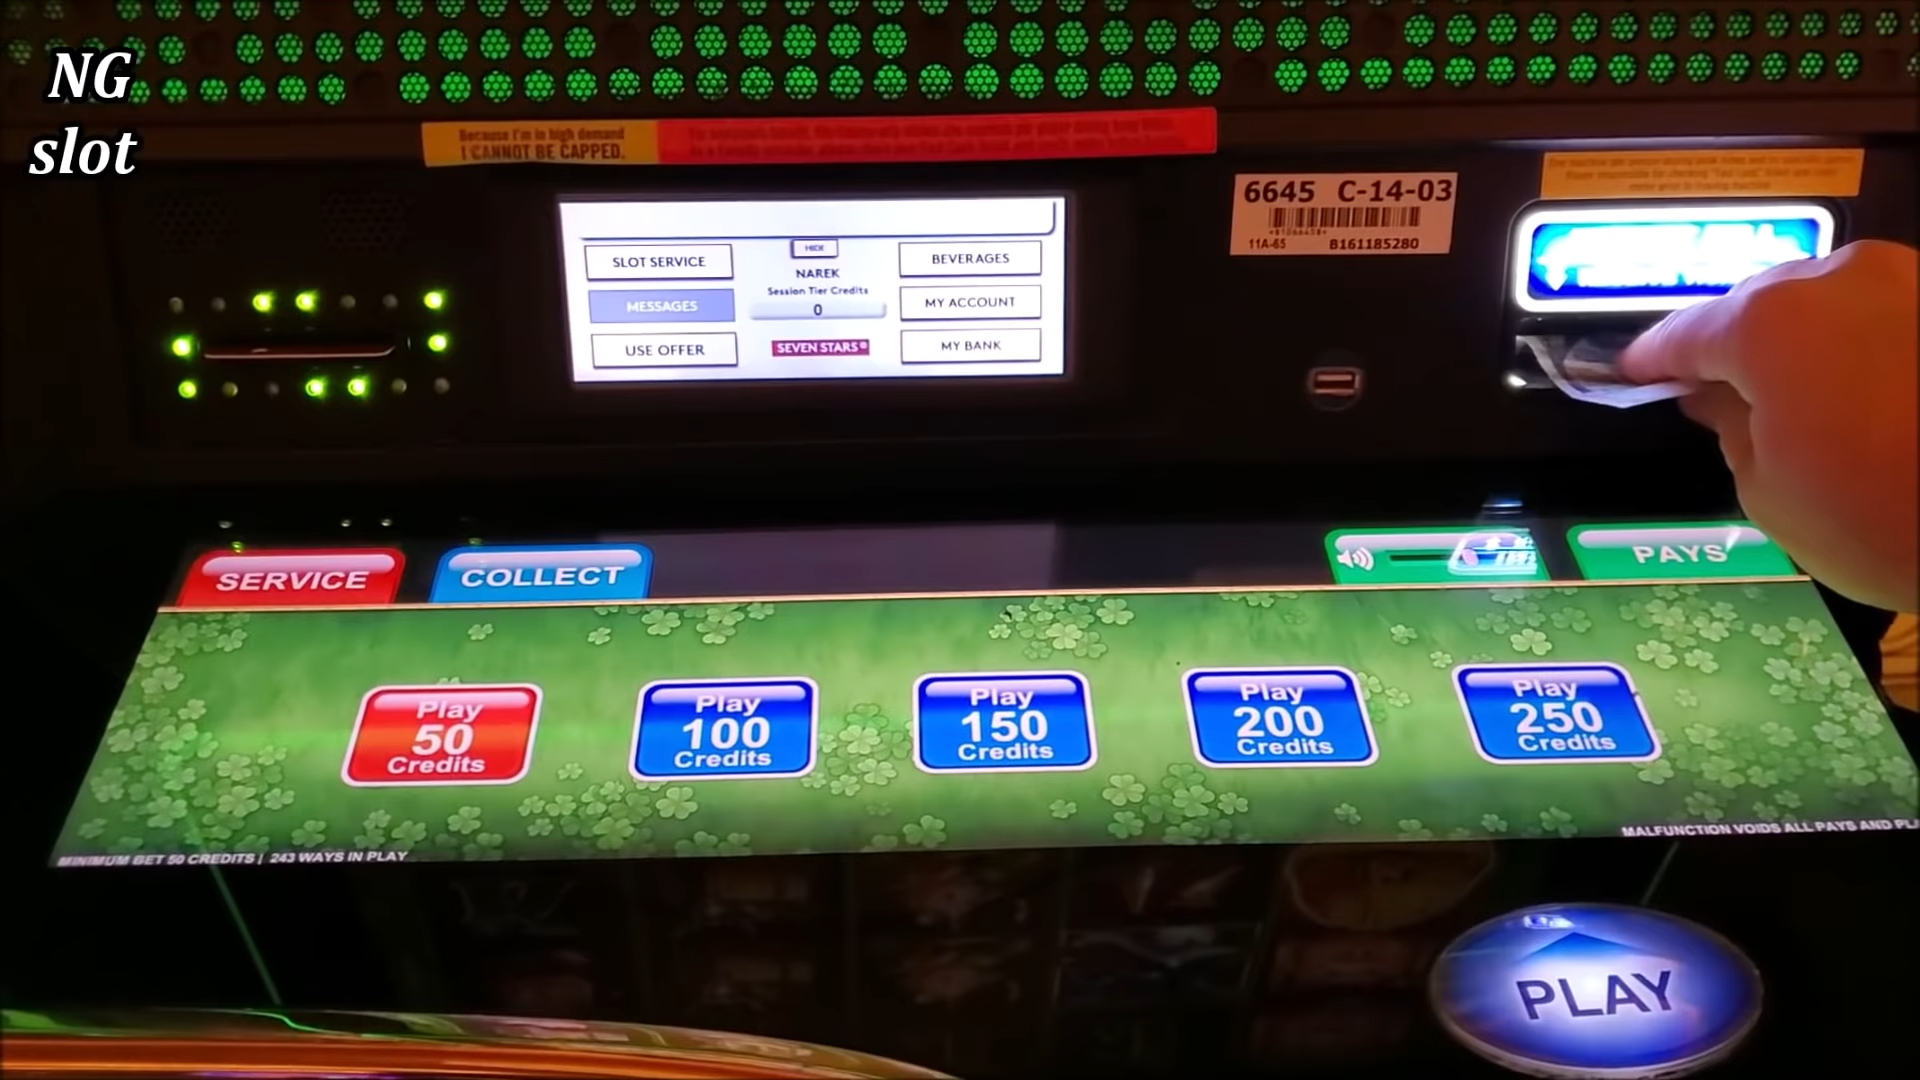 NG
slot
Because I'm in high demand
I CANNOT BE CAPPED.
6645 C-14-03
11A-65 B161185280
HIDE
SLOT SERVICE
NAREK
BEVERAGES
Session Tier Credits
MESSAGES
0
MY ACCOUNT
USE OFFER
SEVEN STARS®
MY BANK
SERVICE
COLLECT
PAYS
Play
50
Credits
Play
100
Credits
Play
150
Credits
Play
200
Credits
Play
250
Credits
MINIMUM BET 50 CREDITS | 243 WAYS IN PLAY
MALFUNCTION VOIDS ALL PAYS AND PL
PLAY